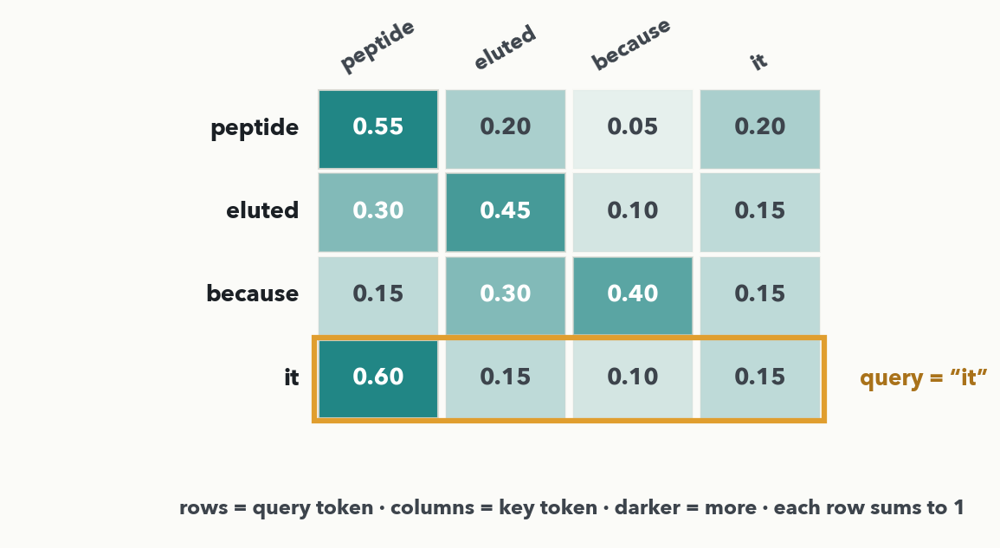 peptide eluted because it
peptide 0.55 0.20 0.05 0.20
eluted 0.30 0.45 0.10 0.15
because 0.15 0.30 0.40 0.15
it 0.60 0.15 0.10 0.15 query = “it”
rows = query token · columns = key token · darker = more · each row sums to 1